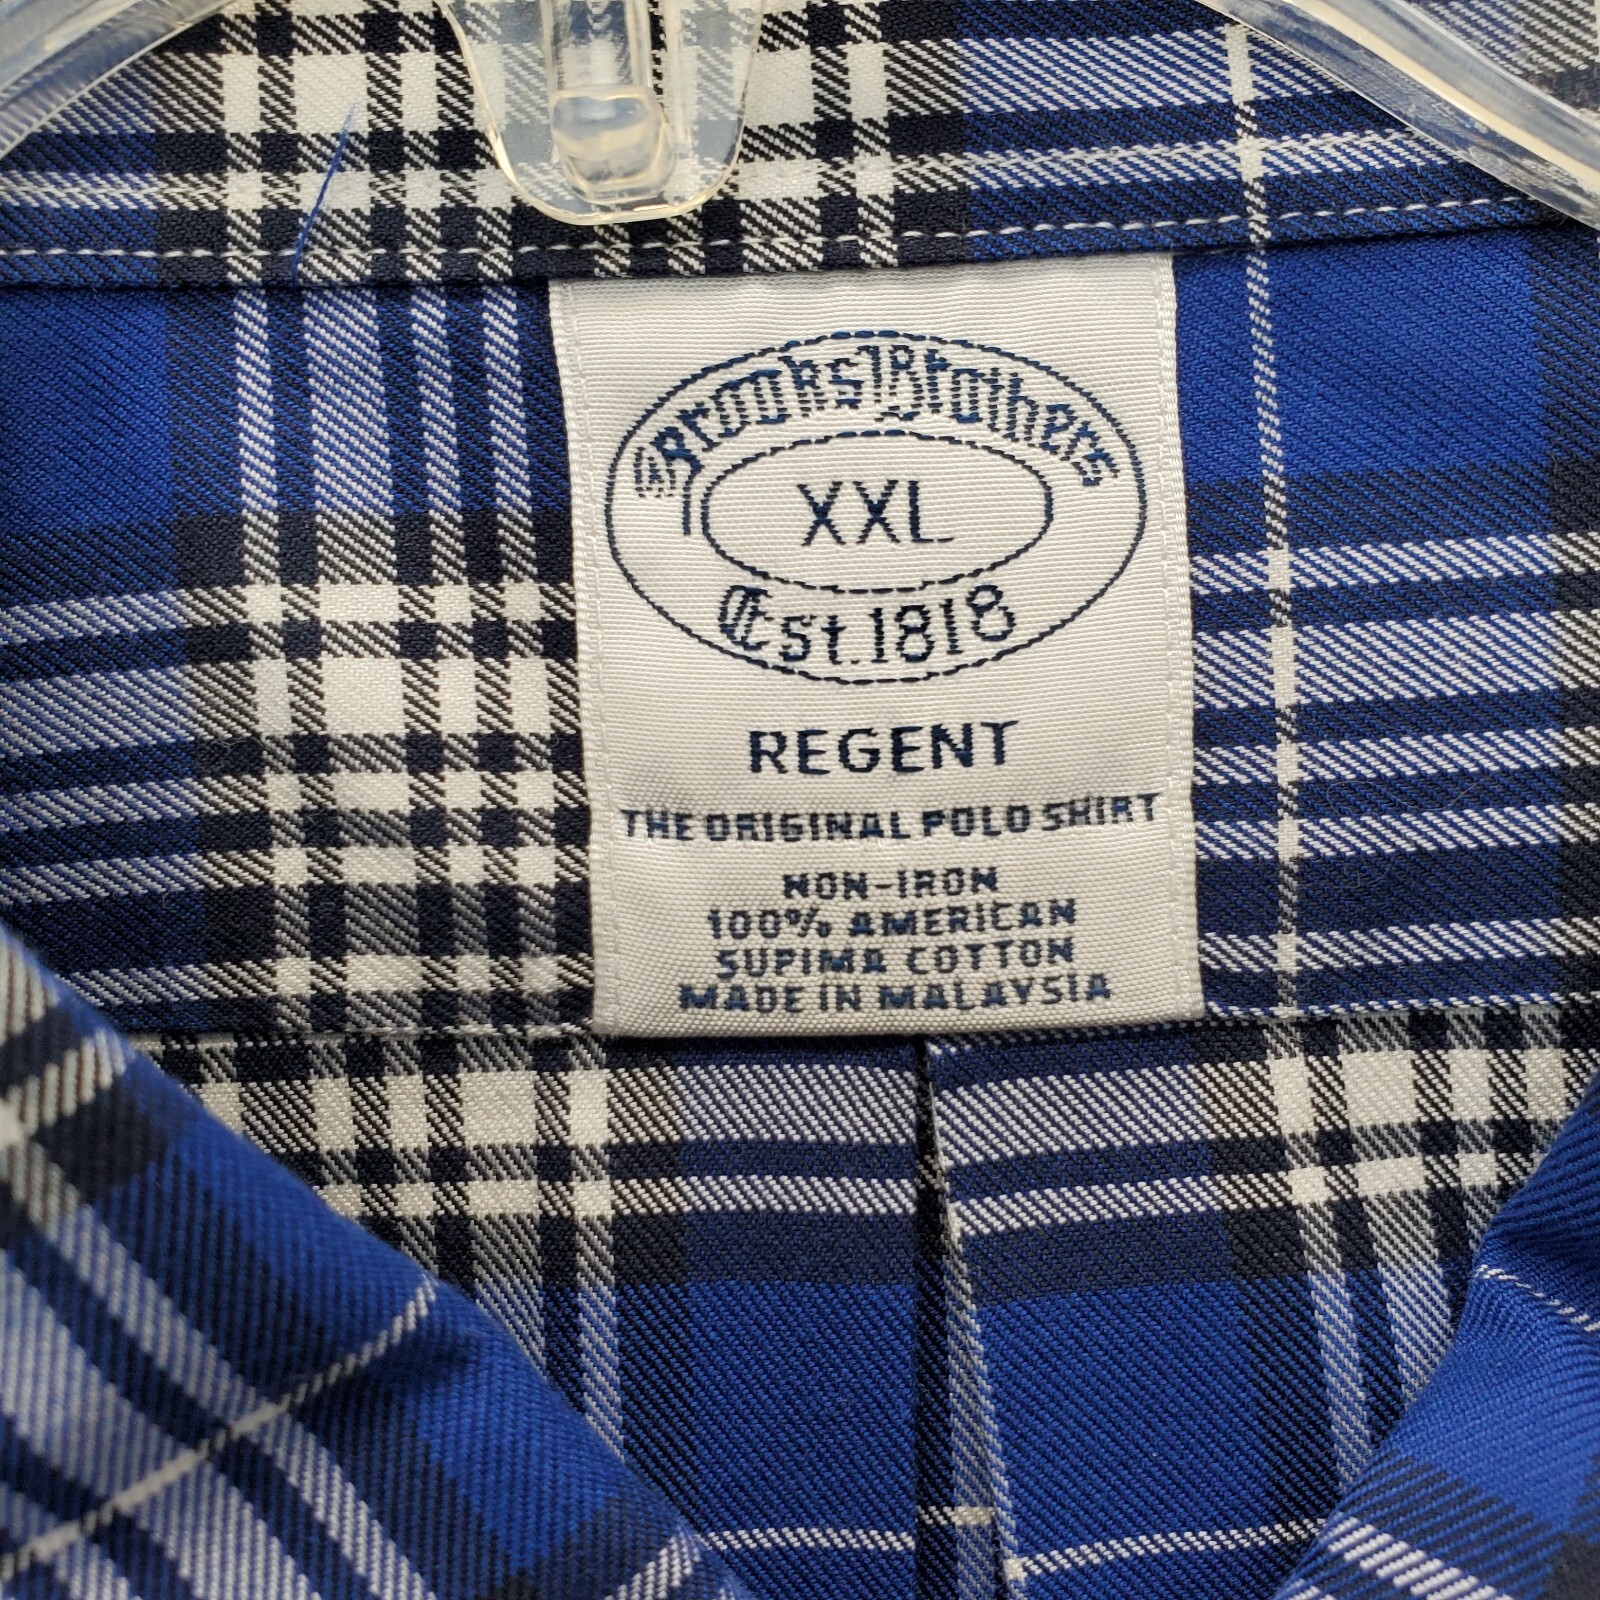 Brooks Brothers
XXL
Est. 1818
REGENT
THE ORIGINAL POLO SHIRT
NON-IRON
100% AMERICAN
SUPIMA COTTON
MADE IN MALAYSIA